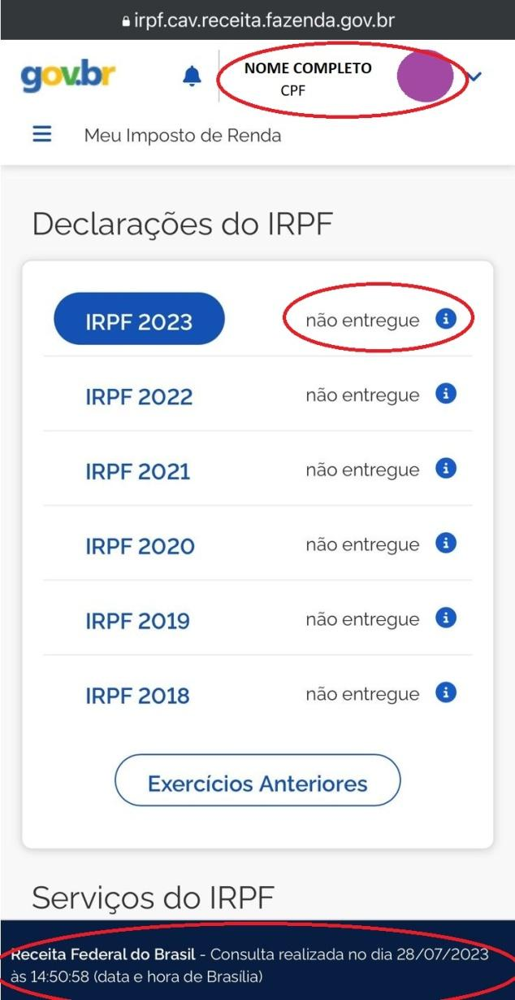 irpf.cav.receita.fazenda.gov.br
gov.br
NOME COMPLETO
CPF
Meu Imposto de Renda
Declarações do IRPF
IRPF 2023 não entregue
IRPF 2022 não entregue
IRPF 2021 não entregue
IRPF 2020 não entregue
IRPF 2019 não entregue
IRPF 2018 não entregue
Exercícios Anteriores
Serviços do IRPF
Receita Federal do Brasil - Consulta realizada no dia 28/07/2023
às 14:50:58 (data e hora de Brasília)